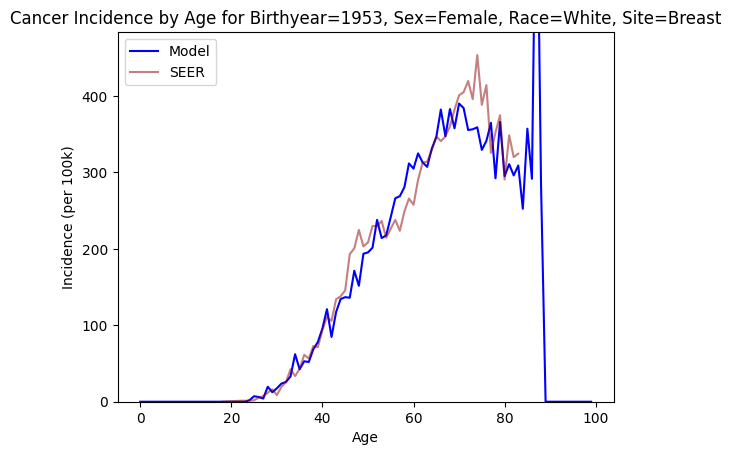 Cancer Incidence by Age for Birthyear=1953, Sex=Female, Race=White, Site=Breast
Model
SEER
400
300
200
100
0
Incidence (per 100k)
0 20 40 60 80 100
Age